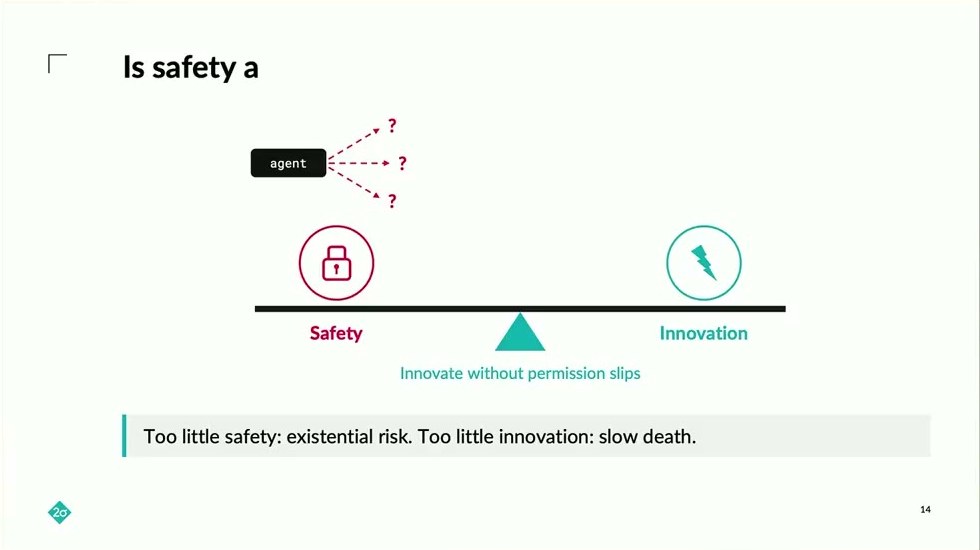 Is safety a
?
agent
?
?
Safety
Innovation
Innovate without permission slips
Too little safety: existential risk. Too little innovation: slow death.
2σ
14